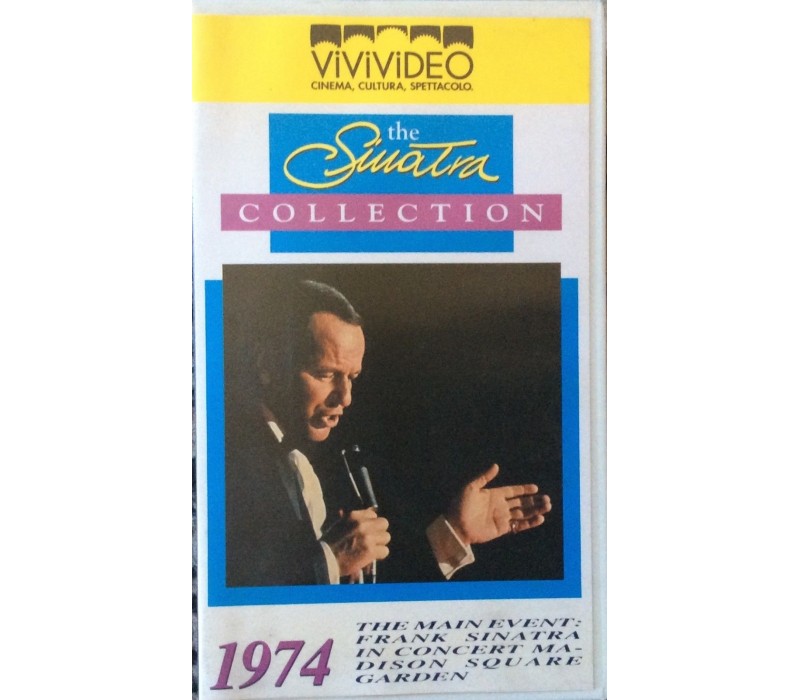 ViViViDEO
CINEMA, CULTURA, SPETTACOLO.
the
Sinatra
COLLECTION
1974
THE MAIN EVENT:
FRANK SINATRA
IN CONCERT MA-
DISON SQUARE
GARDEN